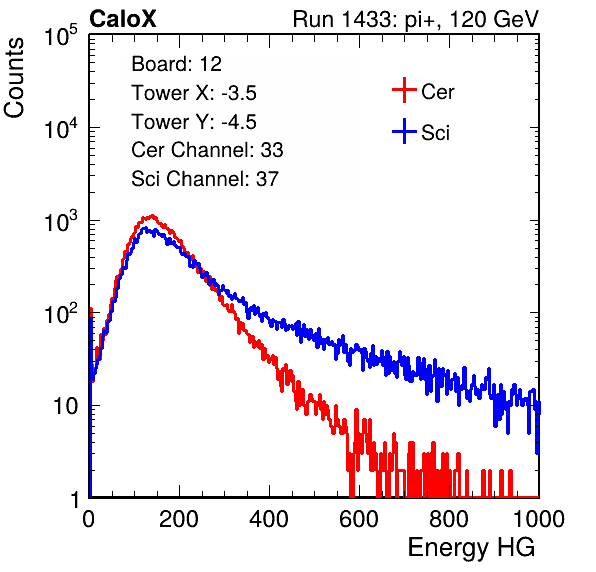 CaloX Run 1433: pi+, 120 GeV
Counts
Board: 12
Tower X: -3.5
Tower Y: -4.5
Cer Channel: 33
Sci Channel: 37
Cer
Sci
10^5
10^4
10^3
10^2
10
1
0 200 400 600 800 1000
Energy HG